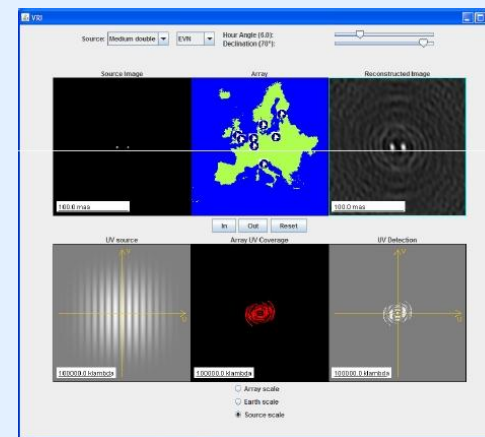 VRI
Source: Medium double EVN Hour Angle (6.0):
Declination (70°):
Source Image Array Reconstructed Image
100.0 mas 100.0 mas
In Out Reset
UV source Array UV Coverage UV Detection
100000.0 klambda 100000.0 klambda 100000.0 klambda
Array scale
Earth scale
Source scale